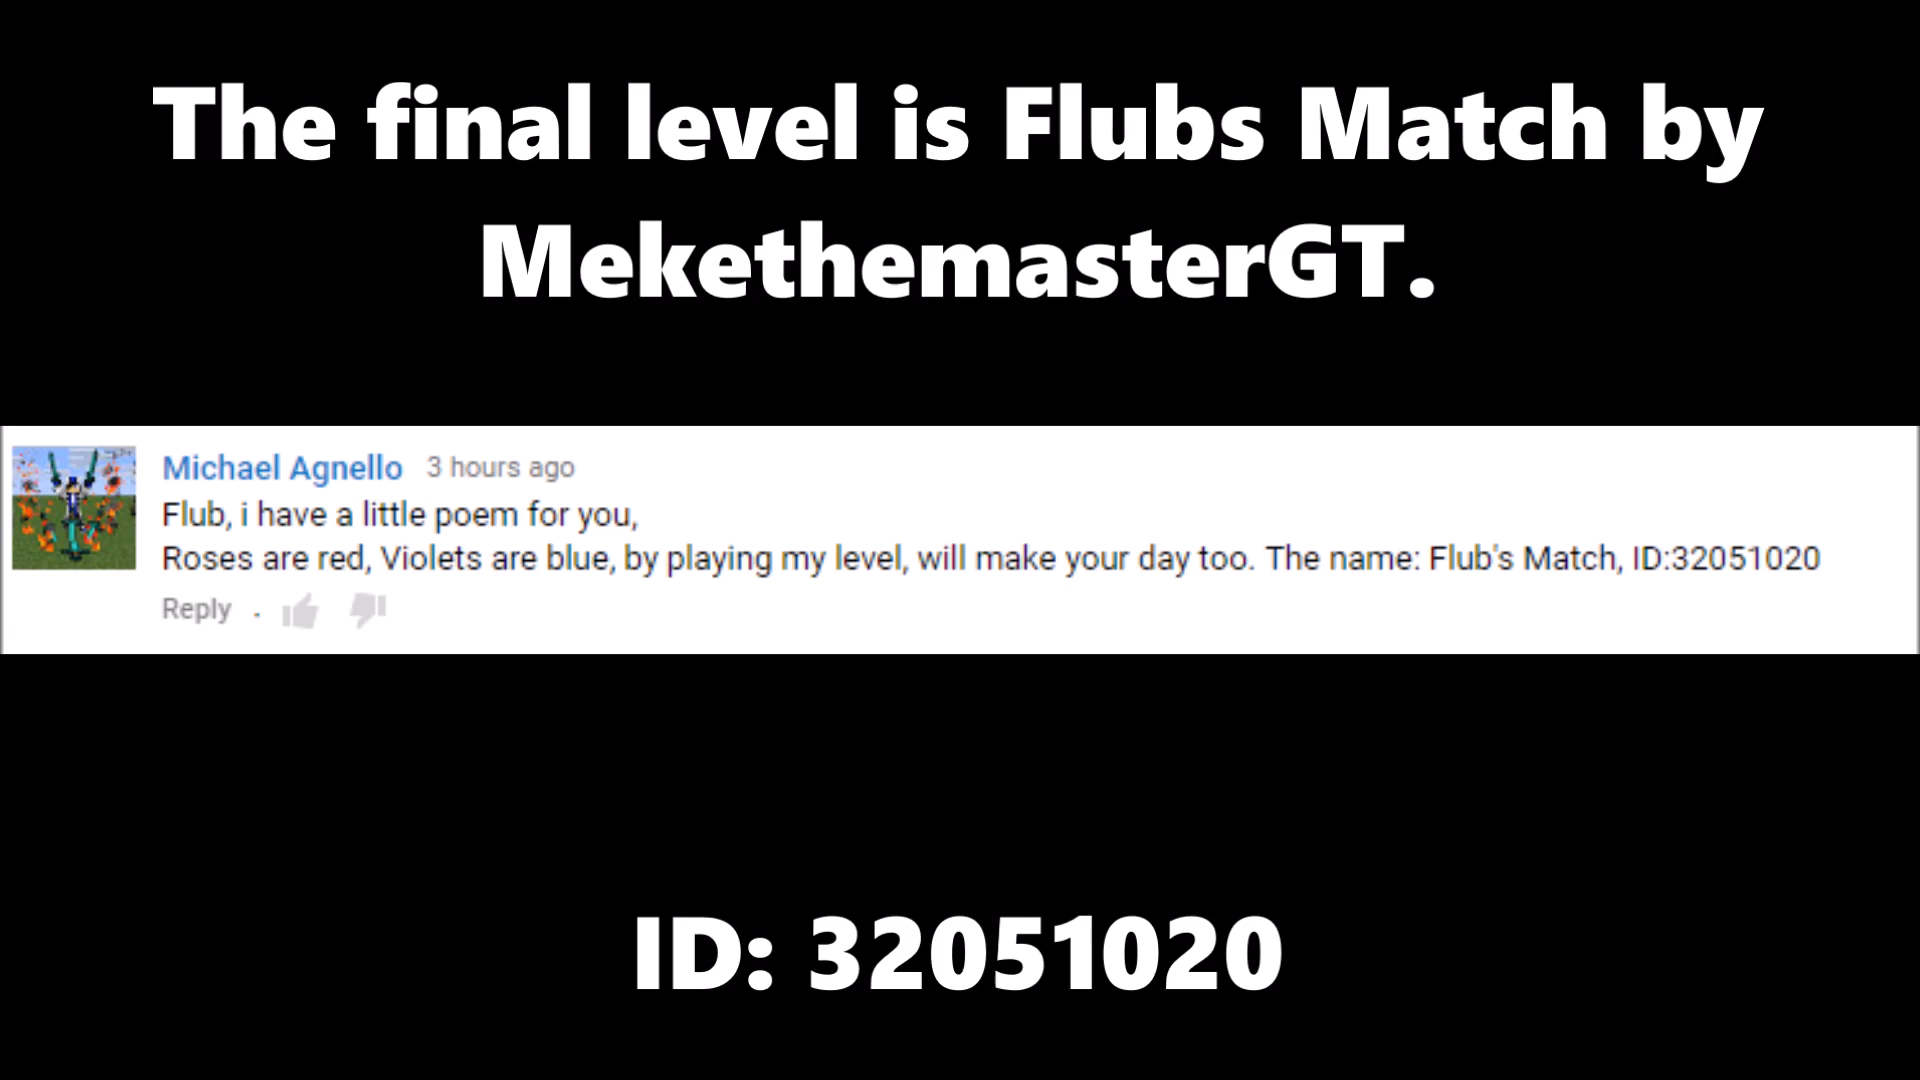 The final level is Flubs Match by
MekethemasterGT.
Michael Agnello 3 hours ago
Flub, i have a little poem for you,
Roses are red, Violets are blue, by playing my level, will make your day too. The name: Flub's Match, ID:32051020
Reply .
ID: 32051020